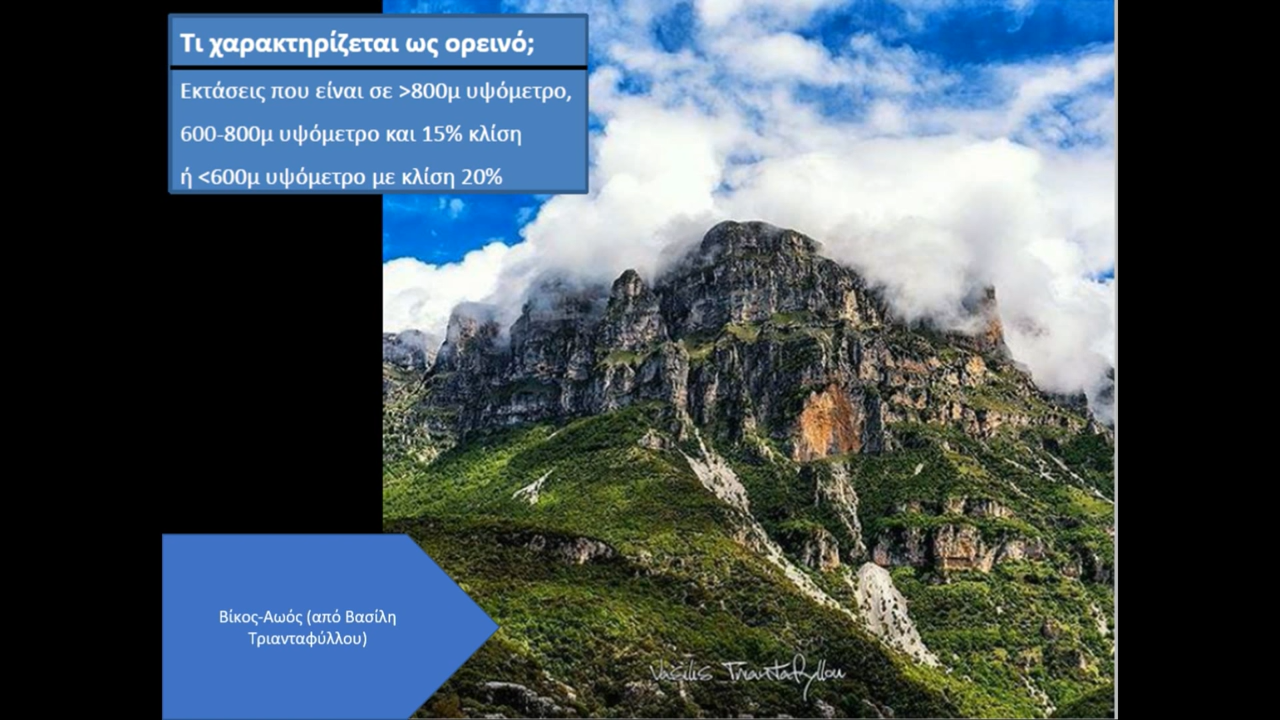 Τι χαρακτηρίζεται ως ορεινό;
Εκτάσεις που είναι σε >800μ υψόμετρο,
600-800μ υψόμετρο και 15% κλίση
ή <600μ υψόμετρο με κλίση 20%
Βίκος-Αωός (από Βασίλη
Τριανταφύλλου)
Vasilis Triantafyllou